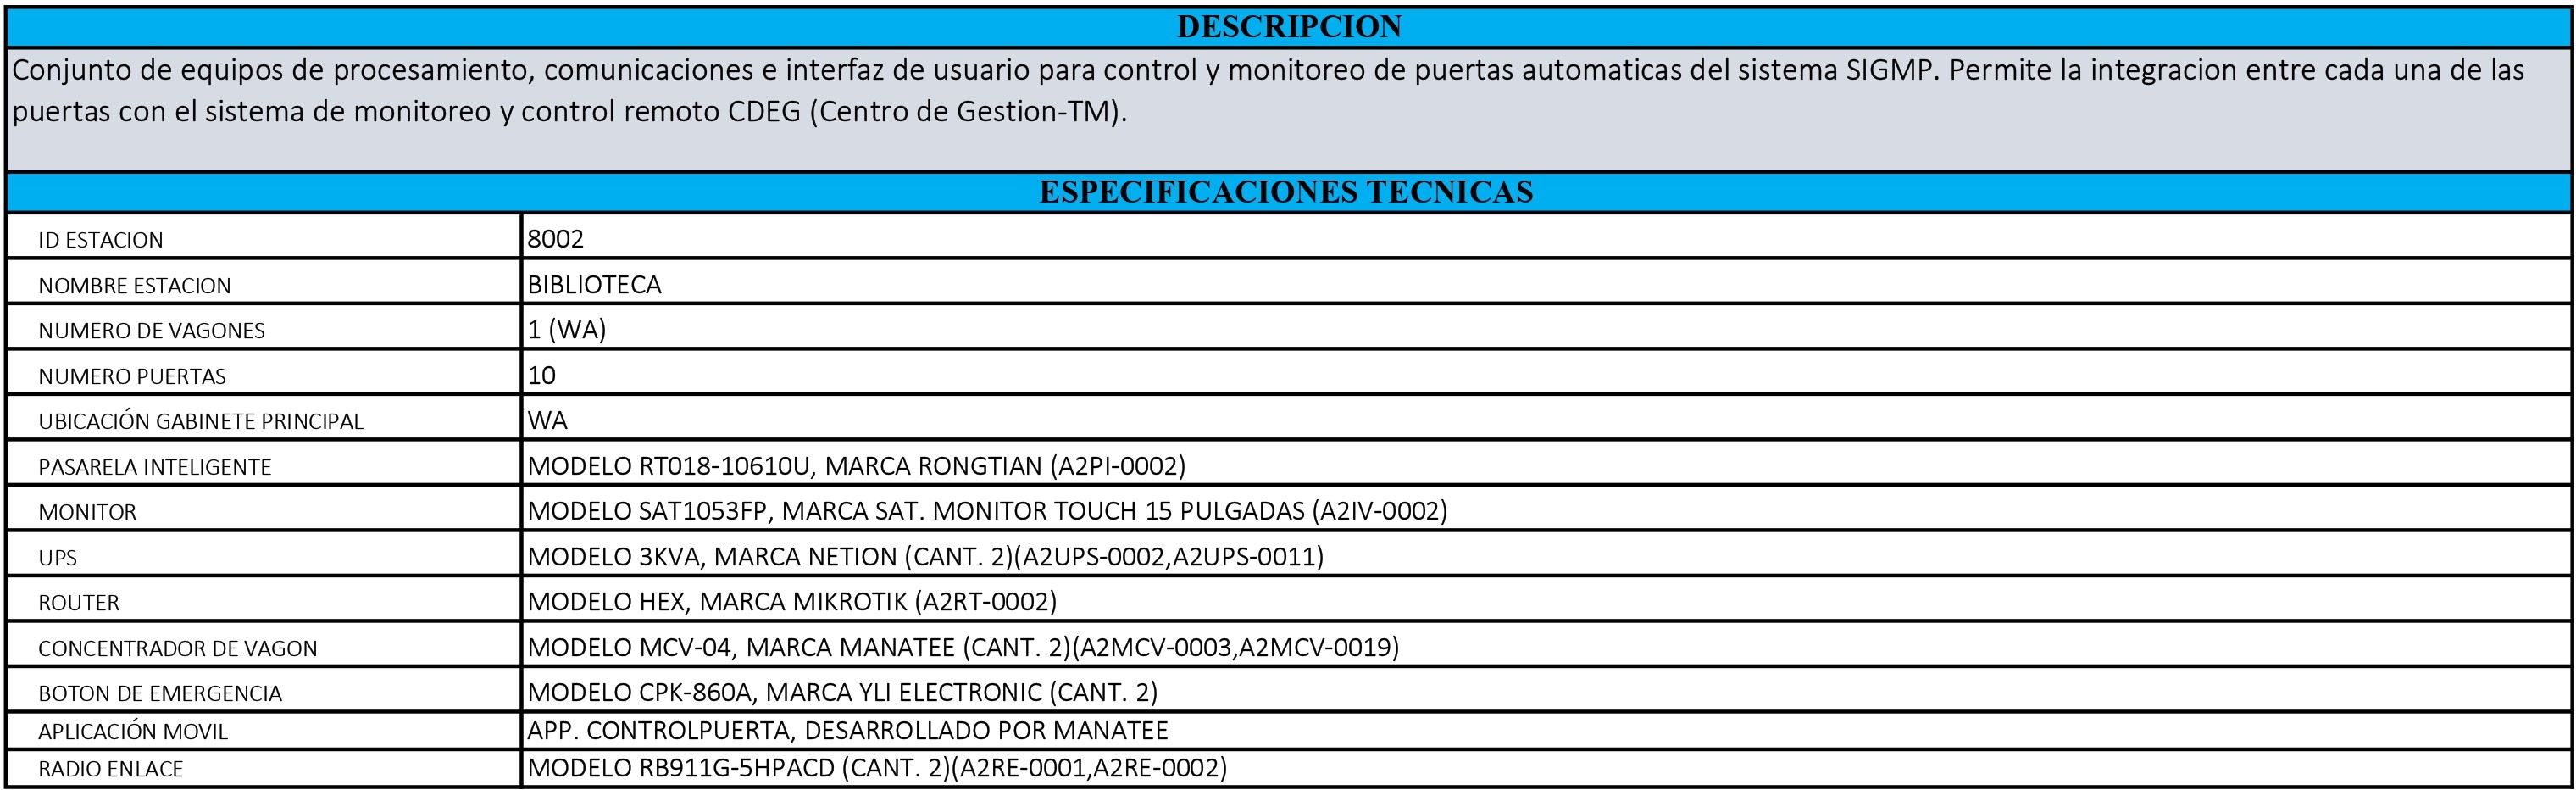 DESCRIPCION
Conjunto de equipos de procesamiento, comunicaciones e interfaz de usuario para control y monitoreo de puertas automaticas del sistema SIGMP. Permite la integracion entre cada una de las
puertas con el sistema de monitoreo y control remoto CDEG (Centro de Gestion-TM).
ESPECIFICACIONES TECNICAS
ID ESTACION 8002
NOMBRE ESTACION BIBLIOTECA
NUMERO DE VAGONES 1 (WA)
NUMERO PUERTAS 10
UBICACIÓN GABINETE PRINCIPAL WA
PASARELA INTELIGENTE MODELO RT018-10610U, MARCA RONGTIAN (A2PI-0002)
MONITOR MODELO SAT1053FP, MARCA SAT. MONITOR TOUCH 15 PULGADAS (A2IV-0002)
UPS MODELO 3KVA, MARCA NETION (CANT. 2)(A2UPS-0002,A2UPS-0011)
ROUTER MODELO HEX, MARCA MIKROTIK (A2RT-0002)
CONCENTRADOR DE VAGON MODELO MCV-04, MARCA MANATEE (CANT. 2)(A2MCV-0003,A2MCV-0019)
BOTON DE EMERGENCIA MODELO CPK-860A, MARCA YLI ELECTRONIC (CANT. 2)
APLICACIÓN MOVIL APP. CONTROLPUERTA, DESARROLLADO POR MANATEE
RADIO ENLACE MODELO RB911G-5HPACD (CANT. 2)(A2RE-0001,A2RE-0002)